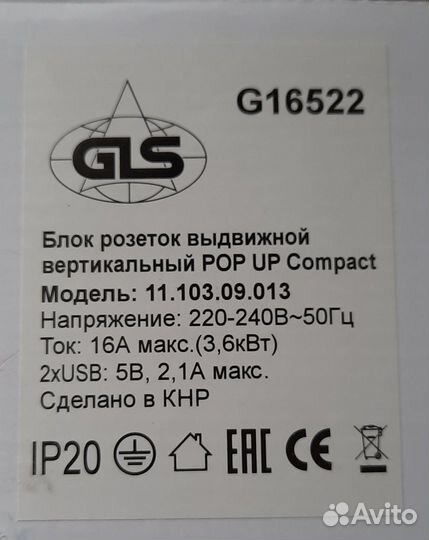 G16522
GLS
Блок розеток выдвижной
вертикальный POP UP Compact
Модель: 11.103.09.013
Напряжение: 220-240В~50Гц
Ток: 16А макс.(3,6кВт)
2xUSB: 5В, 2,1А макс.
Сделано в КНР
IP20 EAC CE
Avito